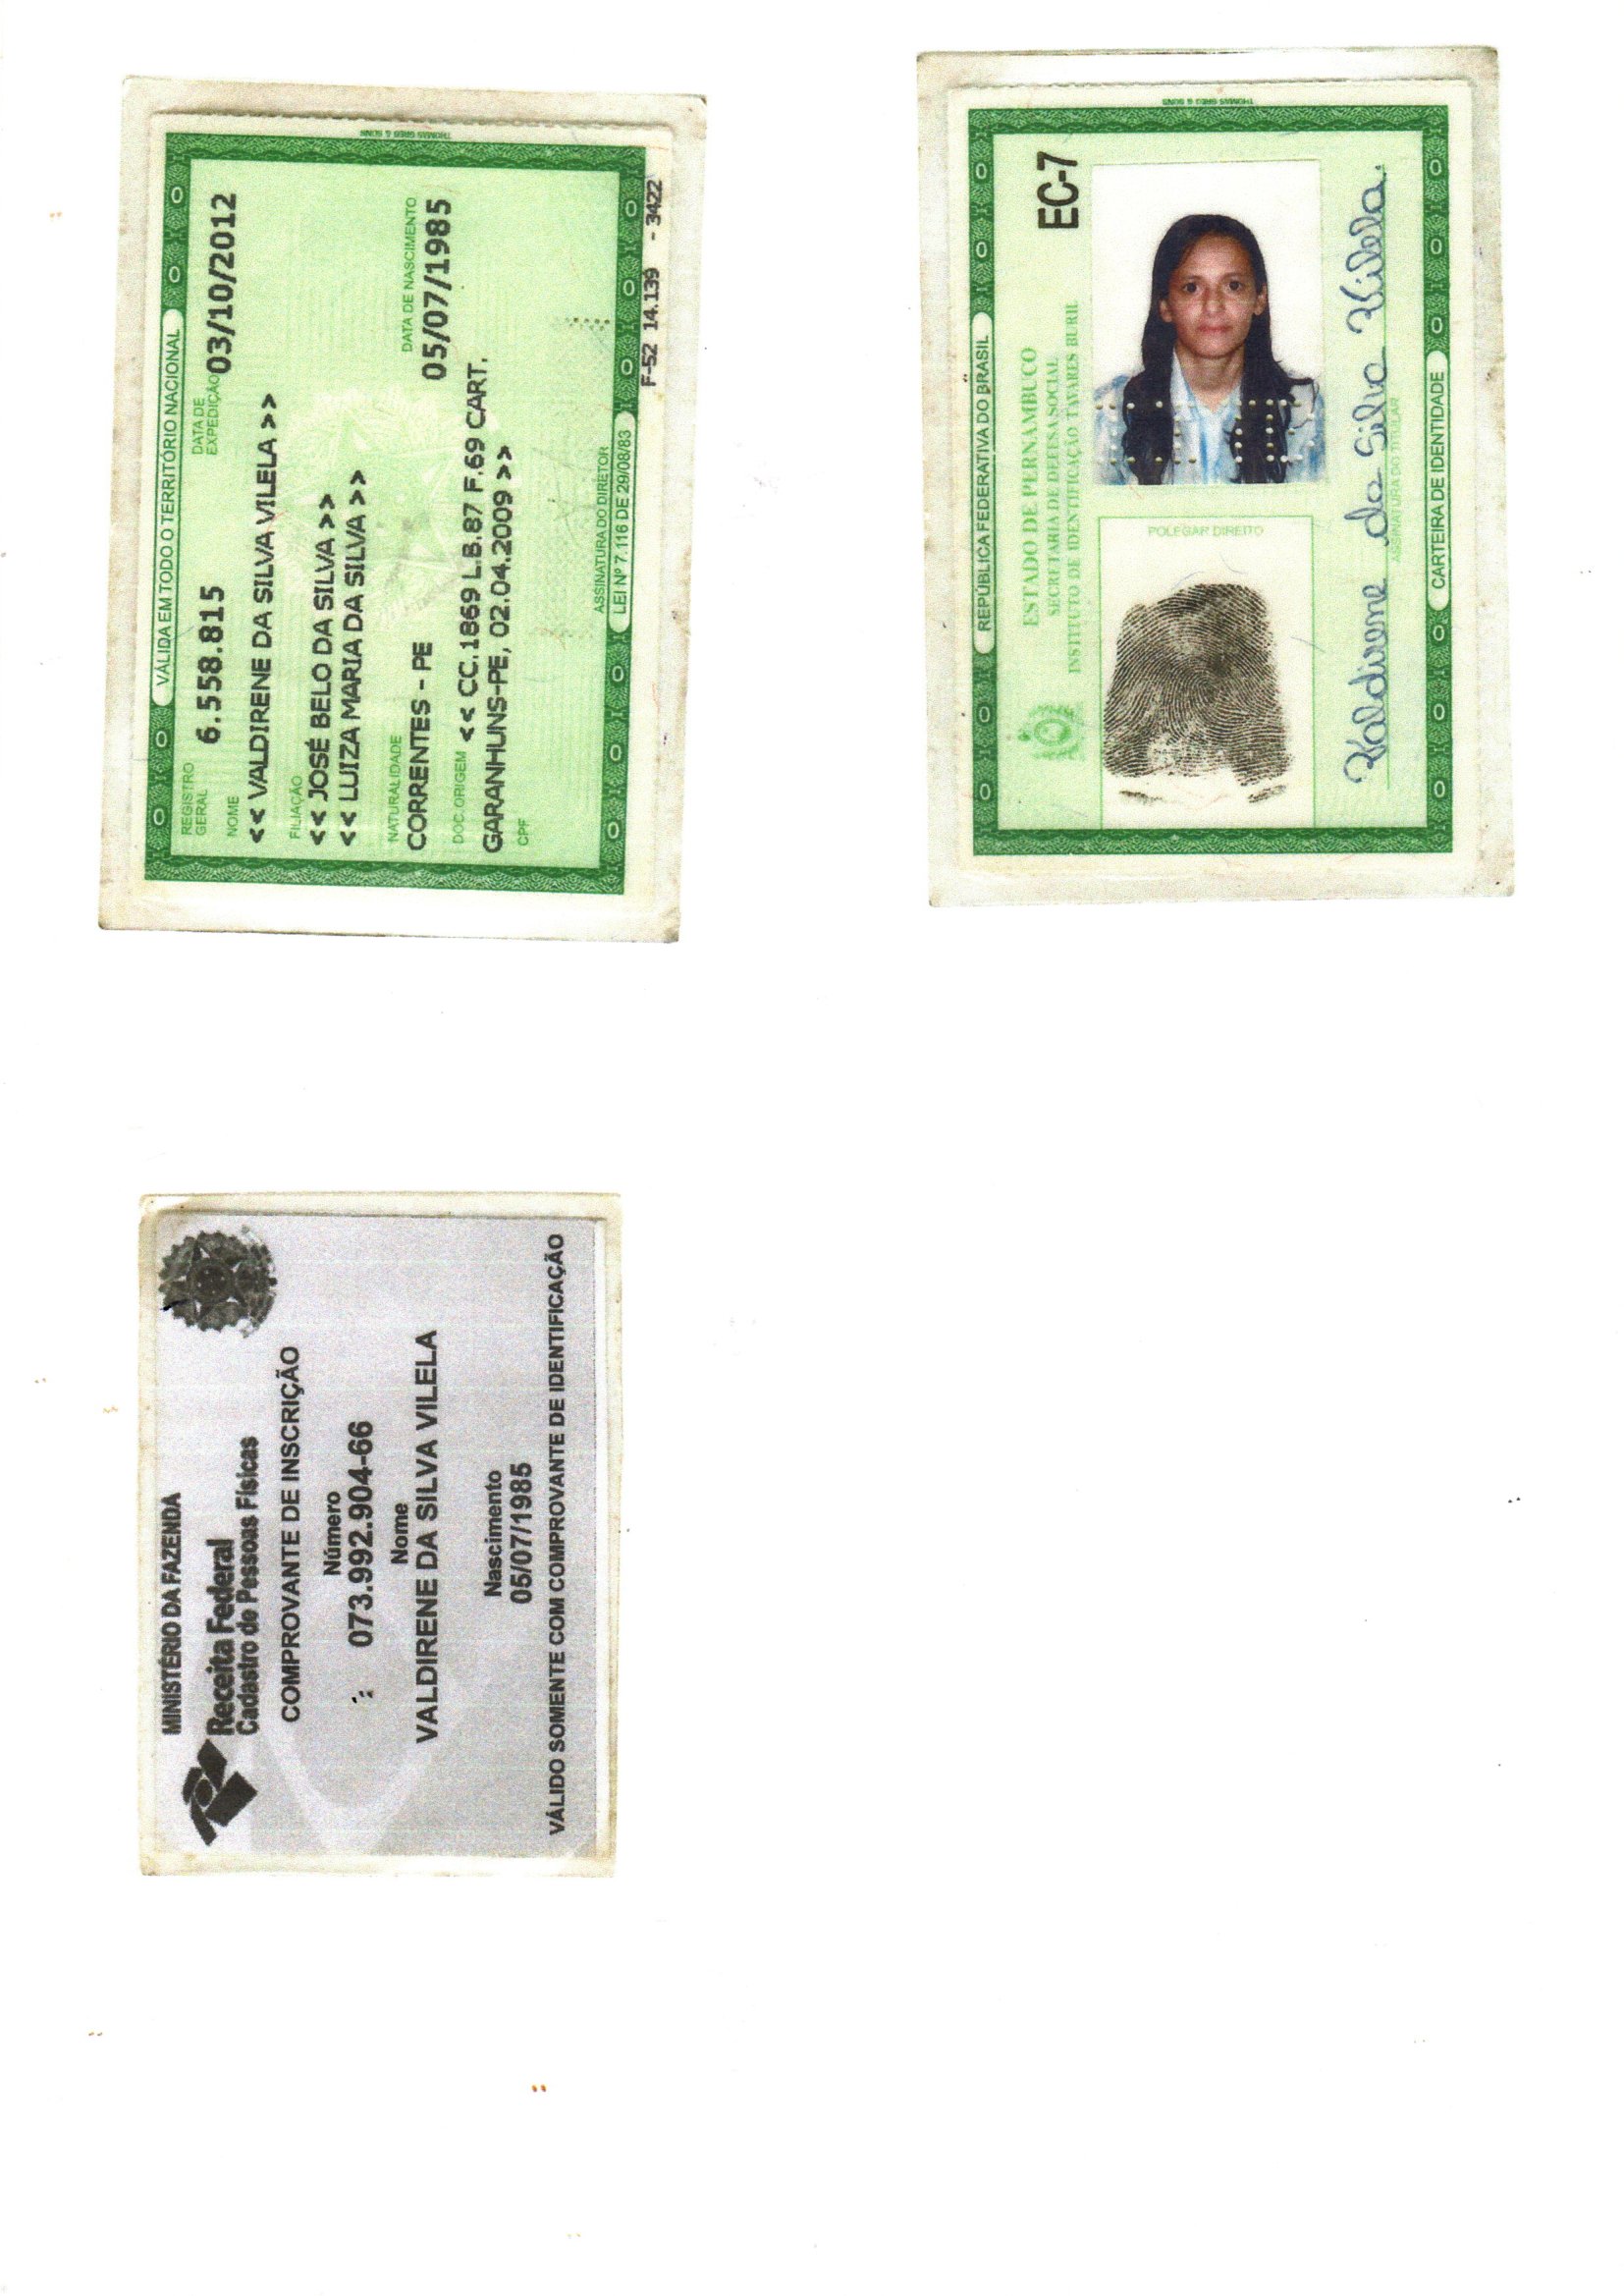 VÁLIDA EM TODO O TERRITÓRIO NACIONAL
REGISTRO GERAL 6.558.815 DATA DE EXPEDIÇÃO 03/10/2012
NOME
<< VALDIRENE DA SILVA VILELA >>
FILIAÇÃO
<< JOSÉ BELO DA SILVA >>
<< LUIZA MARIA DA SILVA >>
NATURALIDADE DATA DE NASCIMENTO
CORRENTES - PE 05/07/1985
DOC.ORIGEM << CC.1869 L.B.87 F.69 CART.
GARANHUNS-PE, 02.04.2009 >>
CPF
ASSINATURA DO DIRETOR
LEI Nº 7.116 DE 29/08/83
F-52 14.139 - 3422
THOMAS GREG & SONS
REPÚBLICA FEDERATIVA DO BRASIL
ESTADO DE PERNAMBUCO
SECRETARIA DE DEFESA SOCIAL
INSTITUTO DE IDENTIFICAÇÃO TAVARES BURIL
EC-7
POLEGAR DIREITO
Valdirene da Silva Vilela
ASSINATURA DO TITULAR
CARTEIRA DE IDENTIDADE
THOMAS GREG & SONS
MINISTÉRIO DA FAZENDA
Receita Federal
Cadastro de Pessoas Físicas
COMPROVANTE DE INSCRIÇÃO
Número
073.992.904-66
Nome
VALDIRENE DA SILVA VILELA
Nascimento
05/07/1985
VÁLIDO SOMENTE COM COMPROVANTE DE IDENTIFICAÇÃO